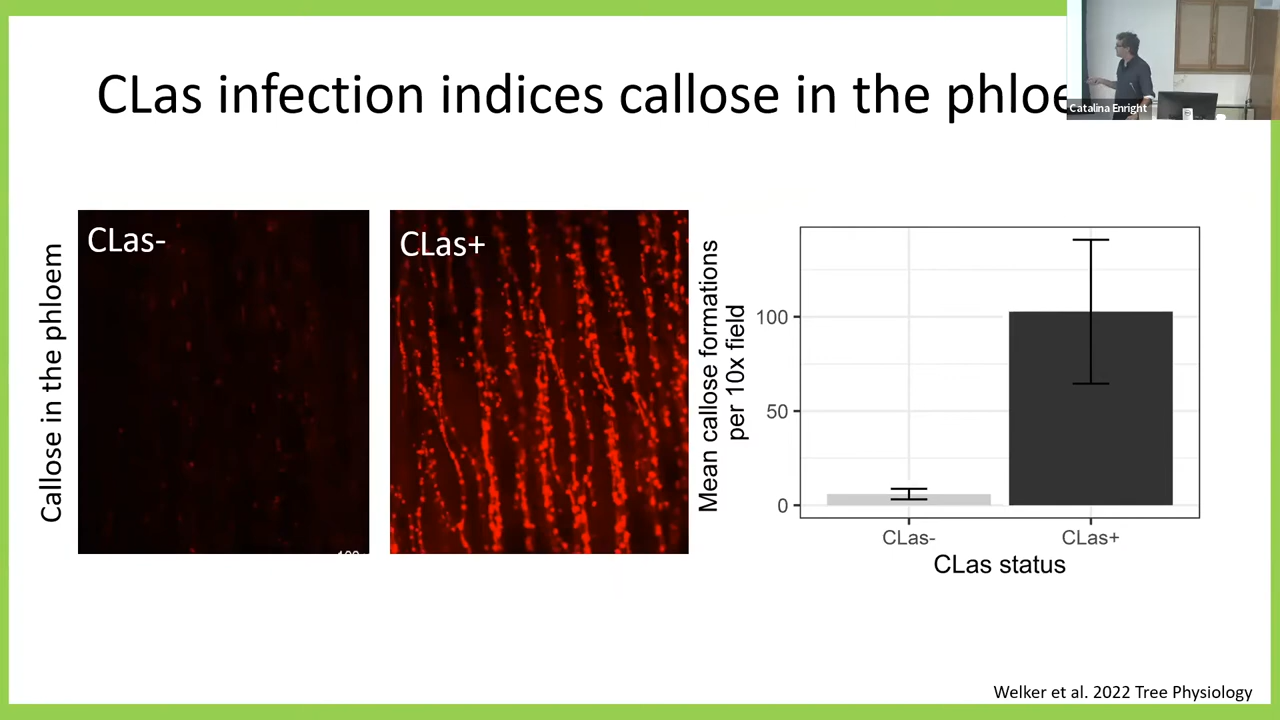 CLas infection indices callose in the phloe
Catalina Enright
Callose in the phloem
CLas-
CLas+
Mean callose formations
per 10x field
100
50
0
CLas-
CLas+
CLas status
Welker et al. 2022 Tree Physiology